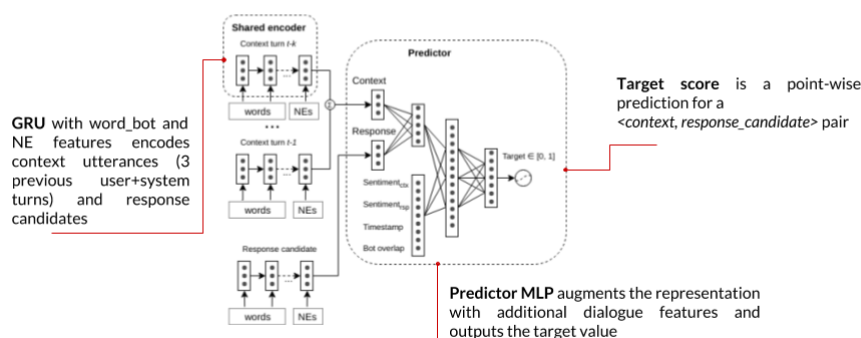 Shared encoder
Context turn t-k
words
NEs
...
Context turn t-1
words
NEs
Response candidate
words
NEs
Predictor
Context
Response
Sentiment_ctx
Sentiment_rsp
Timestamp
Bot overlap
Target ∈ [0, 1]
GRU with word_bot and
NE features encodes
context utterances (3
previous user+system
turns) and response
candidates
Target score is a point-wise
prediction for a
<context, response_candidate> pair
Predictor MLP augments the representation
with additional dialogue features and
outputs the target value